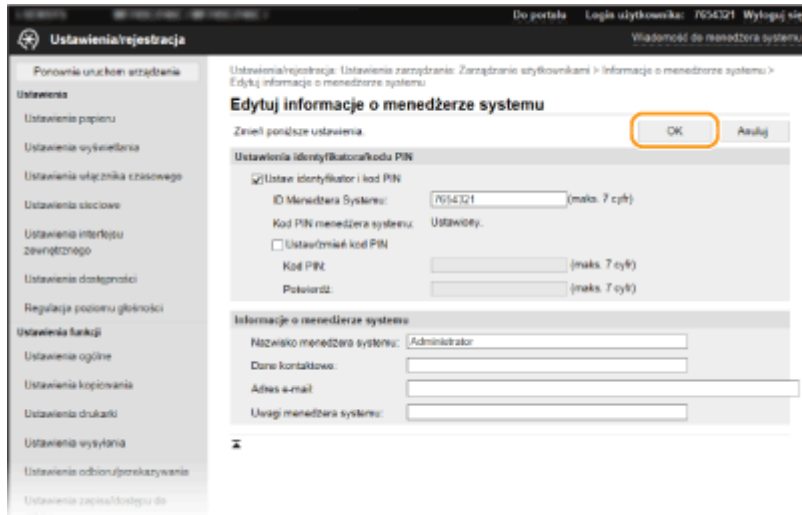 Do portalu Login użytkownika: 7654321 Wyloguj się
Ustawienia/rejestracja
Wiadomość do menedżera systemu
Ponownie uruchom urządzenie
Ustawienia
Ustawienia papieru
Ustawienia wyświetlania
Ustawienia włącznika czasowego
Ustawienia sieciowe
Ustawienia interfejsu
zewnętrznego
Ustawienia dostępności
Regulacja poziomu głośności
Ustawienia funkcji
Ustawienia ogólne
Ustawienia kopiowania
Ustawienia drukarki
Ustawienia wysyłania
Ustawienia odbioru/przekazywania
Ustawienia zapisu/dostępu do
Ustawienia/rejestracja: Ustawienia zarządzania: Zarządzanie użytkownikami > Informacje o menedżerze systemu >
Edytuj informacje o menedżerze systemu
Edytuj informacje o menedżerze systemu
Zmień poniższe ustawienia.
OK
Anuluj
Ustawienia identyfikatora/kodu PIN
Ustaw identyfikator i kod PIN
ID Menedżera Systemu: 7654321 (maks. 7 cyfr)
Kod PIN menedżera systemu: Ustawiony.
Ustaw/zmień kod PIN
Kod PIN: (maks. 7 cyfr)
Potwierdź: (maks. 7 cyfr)
Informacje o menedżerze systemu
Nazwisko menedżera systemu: Administrator
Dane kontaktowe:
Adres e-mail:
Uwagi menedżera systemu: